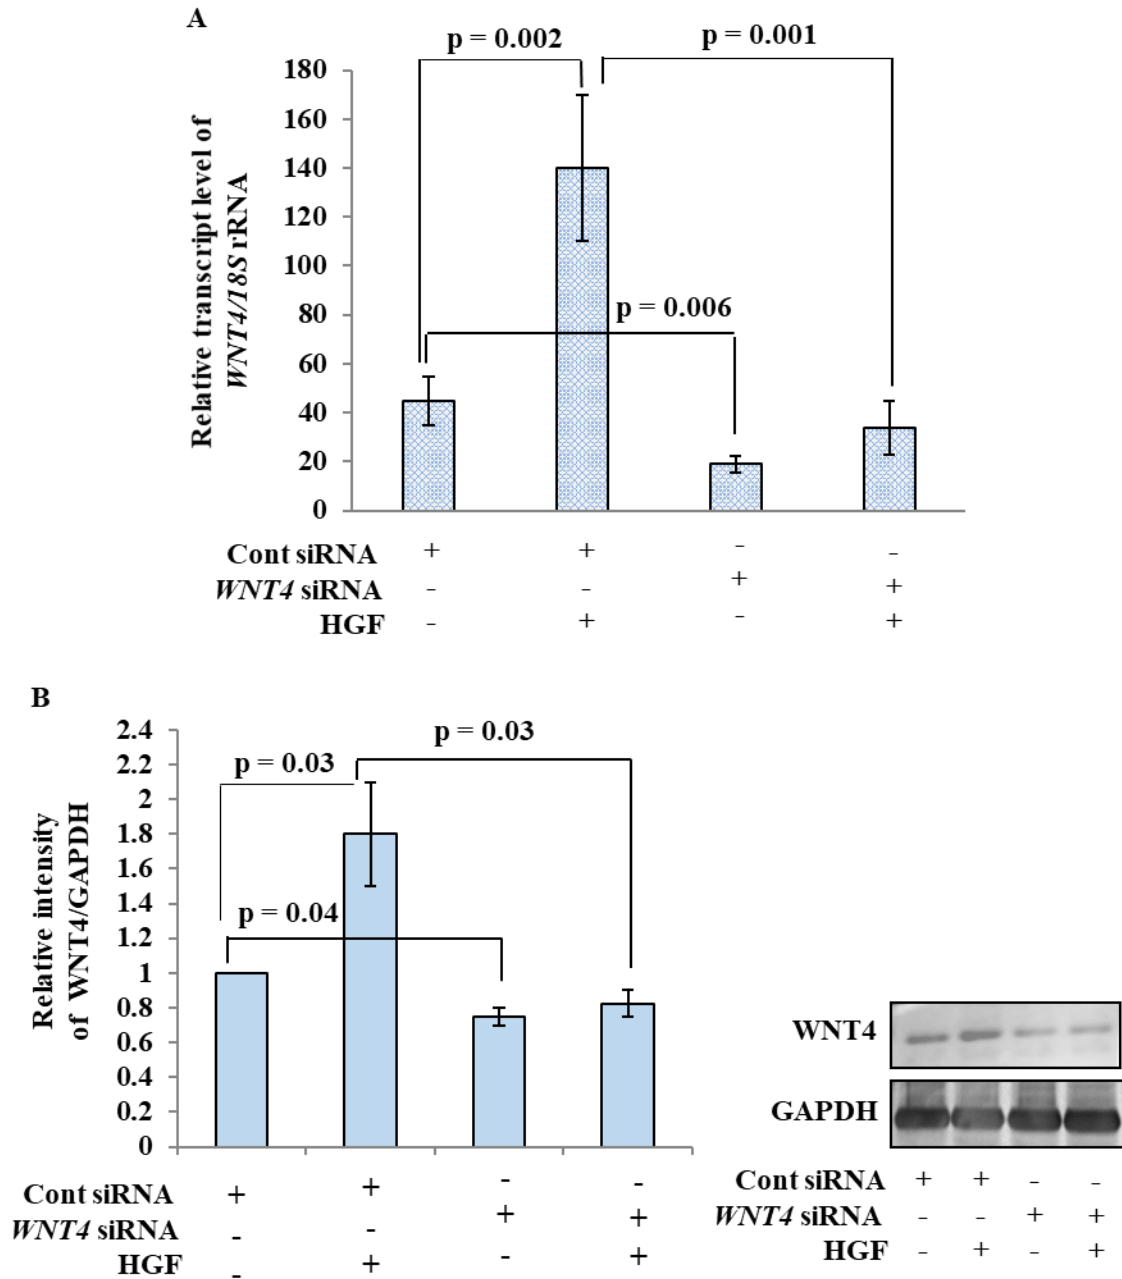 A
p = 0.002
p = 0.001
180
160
140
120
100
80
60
40
20
0
Relative transcript level of
WNT4/18S rRNA
p = 0.006
Cont siRNA + + - -
WNT4 siRNA - - + +
HGF - + - +
B
2.4
2.2
2
1.8
1.6
1.4
1.2
1
0.8
0.6
0.4
0.2
0
Relative intensity
of WNT4/GAPDH
p = 0.03
p = 0.03
p = 0.04
Cont siRNA + + - -
WNT4 siRNA - - + +
HGF - + - +
WNT4
GAPDH
Cont siRNA + + - -
WNT4 siRNA - - + +
HGF - + - +